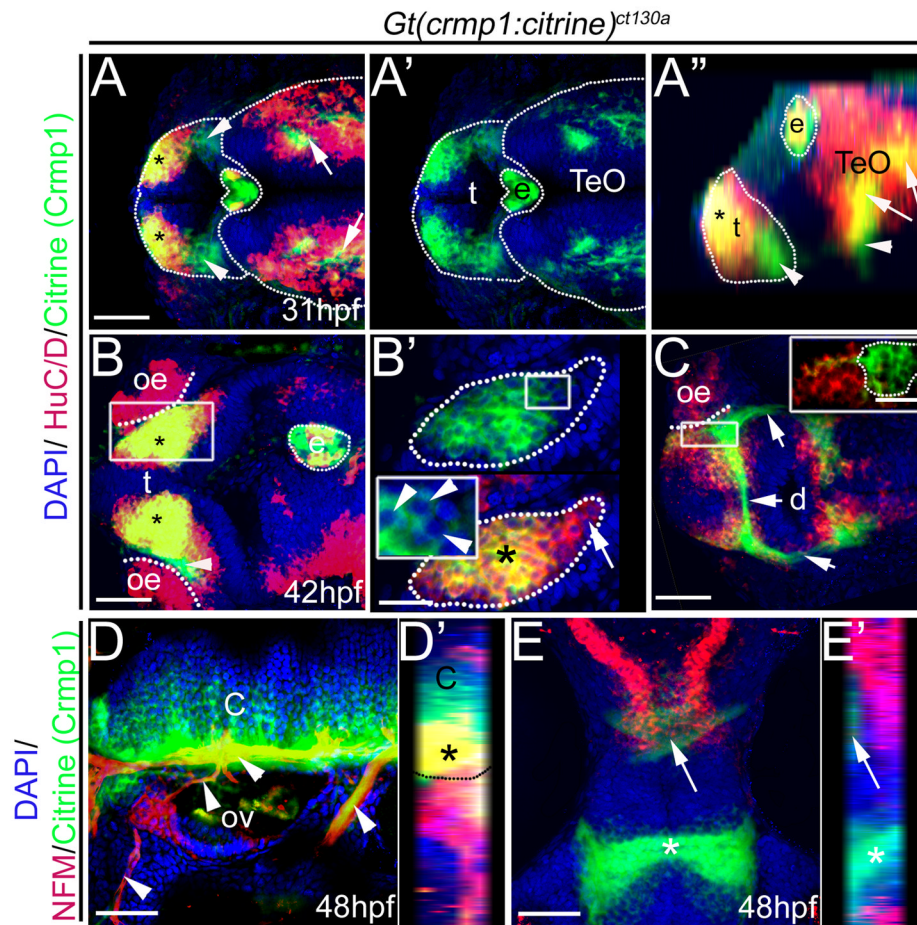 Gt(crmp1:citrine)ct130a
DAPI/ HuC/D/Citrine (Crmp1)
A
*
*
31hpf
A'
t
e
TeO
A"
e
TeO
*
t
B
oe
*
t
e
*
oe
42hpf
B'
*
C
oe
d
DAPI/
NFM/Citrine (Crmp1)
D
C
ov
48hpf
D'
C
*
E
*
48hpf
E'
*